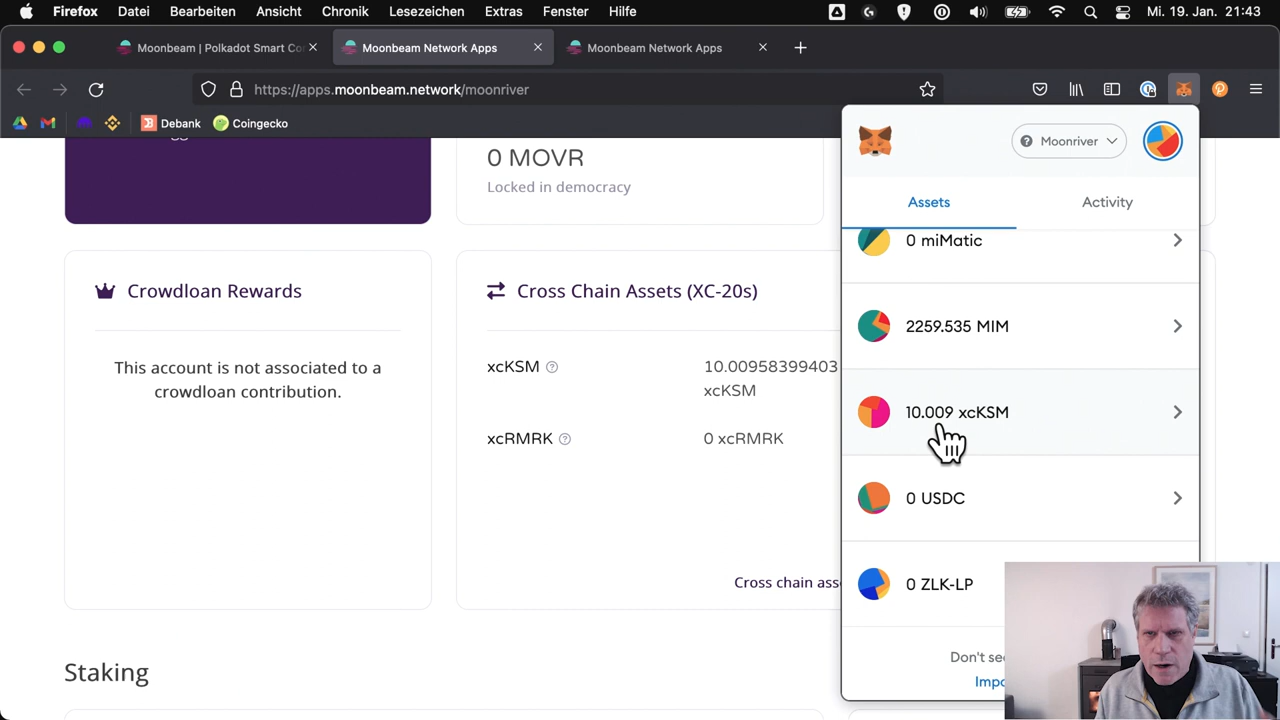 Firefox Datei Bearbeiten Ansicht Chronik Lesezeichen Extras Fenster Hilfe Mi. 19. Jan. 21:43
Moonbeam | Polkadot Smart Co
Moonbeam Network Apps
Moonbeam Network Apps
https://apps.moonbeam.network/moonriver
Debank
Coingecko
0 MOVR
Locked in democracy
Crowdloan Rewards
This account is not associated to a
crowdloan contribution.
Cross Chain Assets (XC-20s)
xcKSM
10.00958399403
xcKSM
xcRMRK
0 xcRMRK
Cross chain
Staking
Moonriver
Assets
Activity
0 miMatic
2259.535 MIM
10.009 xcKSM
0 USDC
0 ZLK-LP
Don't